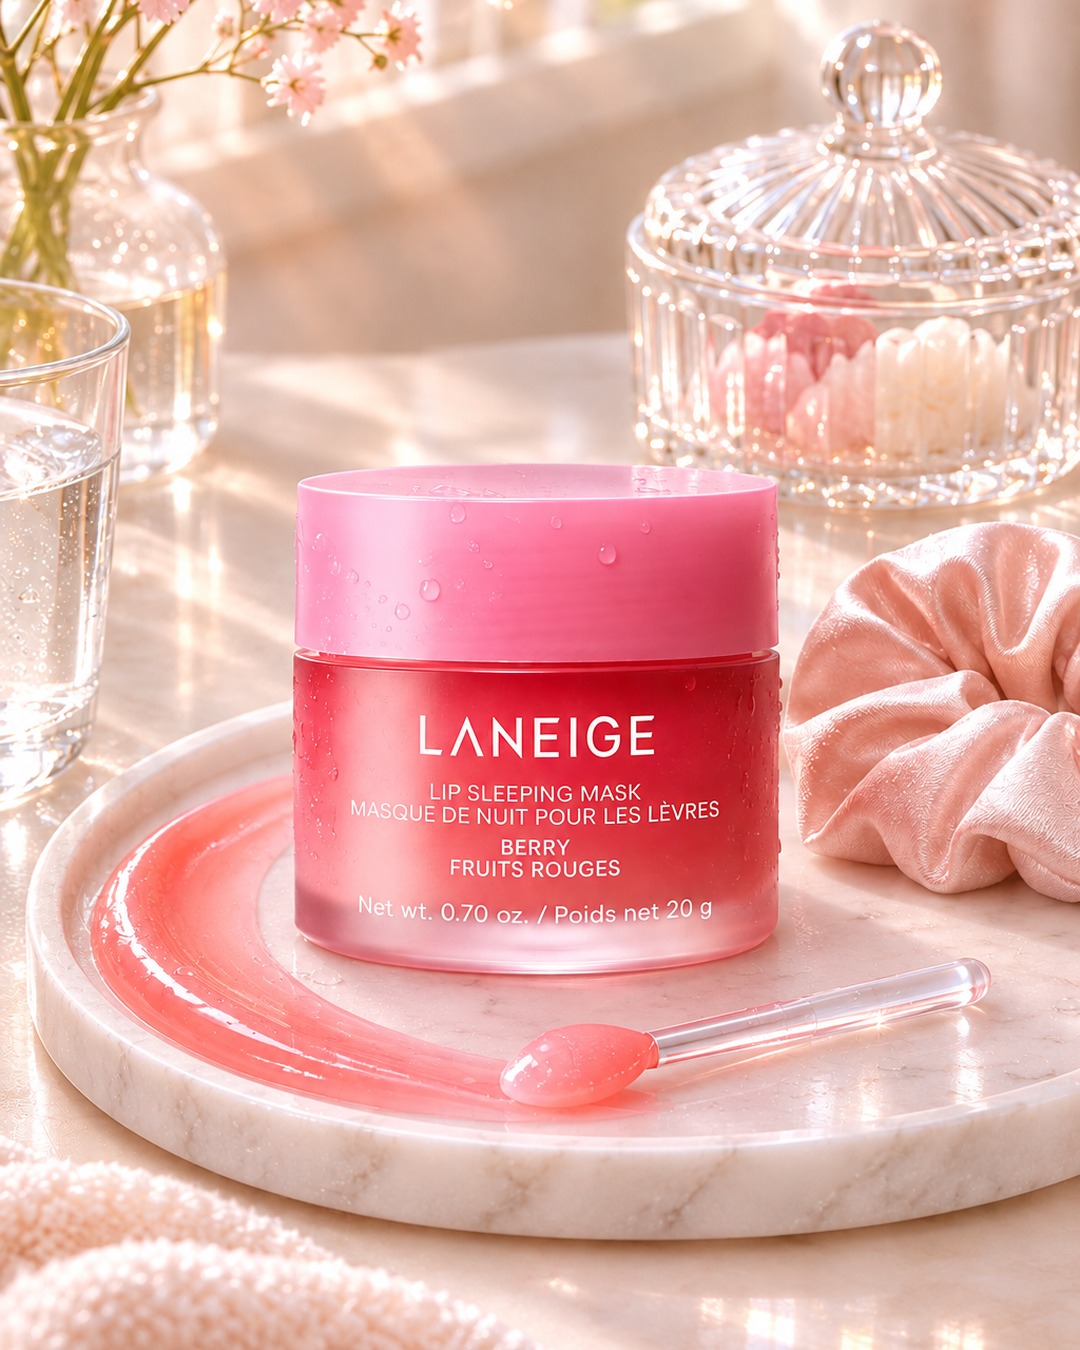 LANEIGE
LIP SLEEPING MASK
MASQUE DE NUIT POUR LES LÈVRES
BERRY
FRUITS ROUGES
Net wt. 0.70 oz. / Poids net 20 g